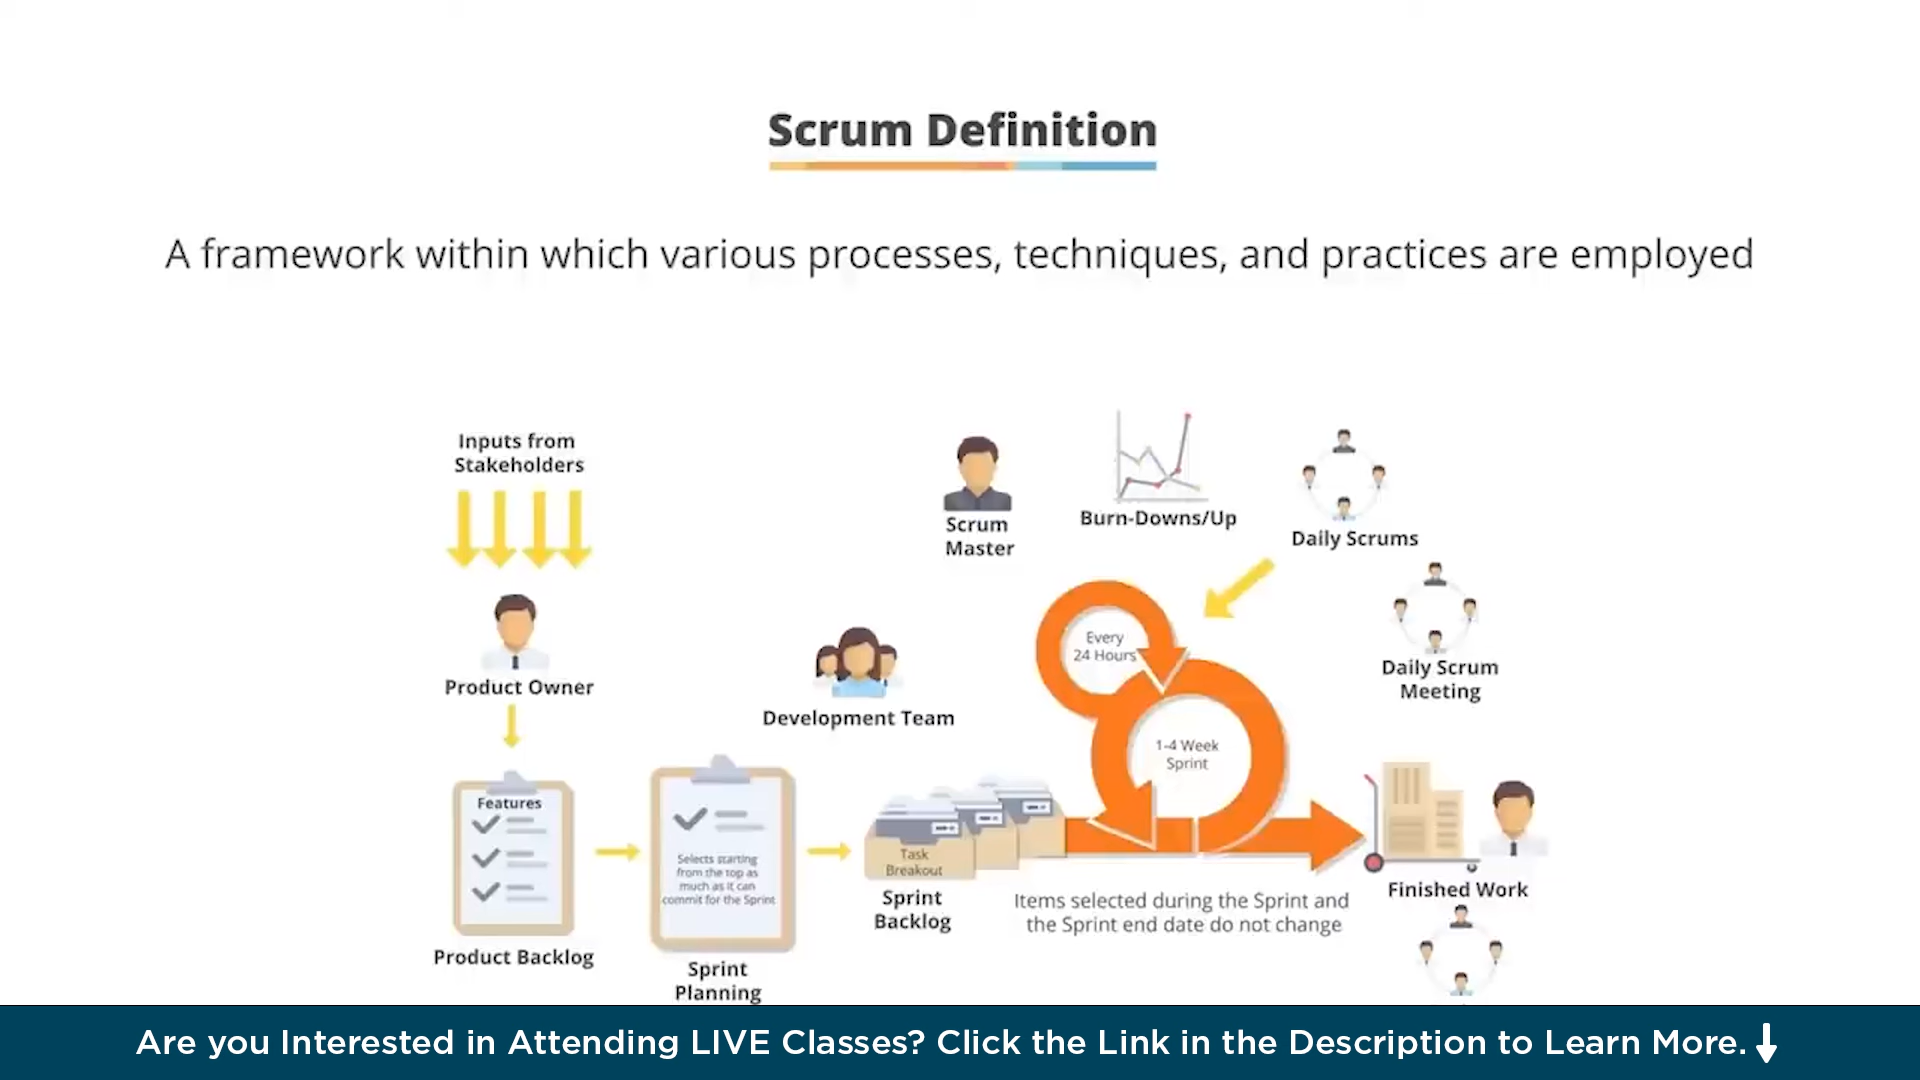 Scrum Definition
A framework within which various processes, techniques, and practices are employed
Inputs from
Stakeholders
Product Owner
Features
Product Backlog
Selects starting
from the top as
much as it can
commit for the Sprint
Sprint
Planning
Development Team
Task
Breakout
Sprint
Backlog
Scrum
Master
Burn-Downs/Up
Daily Scrums
Every
24 Hours
1-4 Week
Sprint
Daily Scrum
Meeting
Items selected during the Sprint and
the Sprint end date do not change
Finished Work
Are you Interested in Attending LIVE Classes? Click the Link in the Description to Learn More.